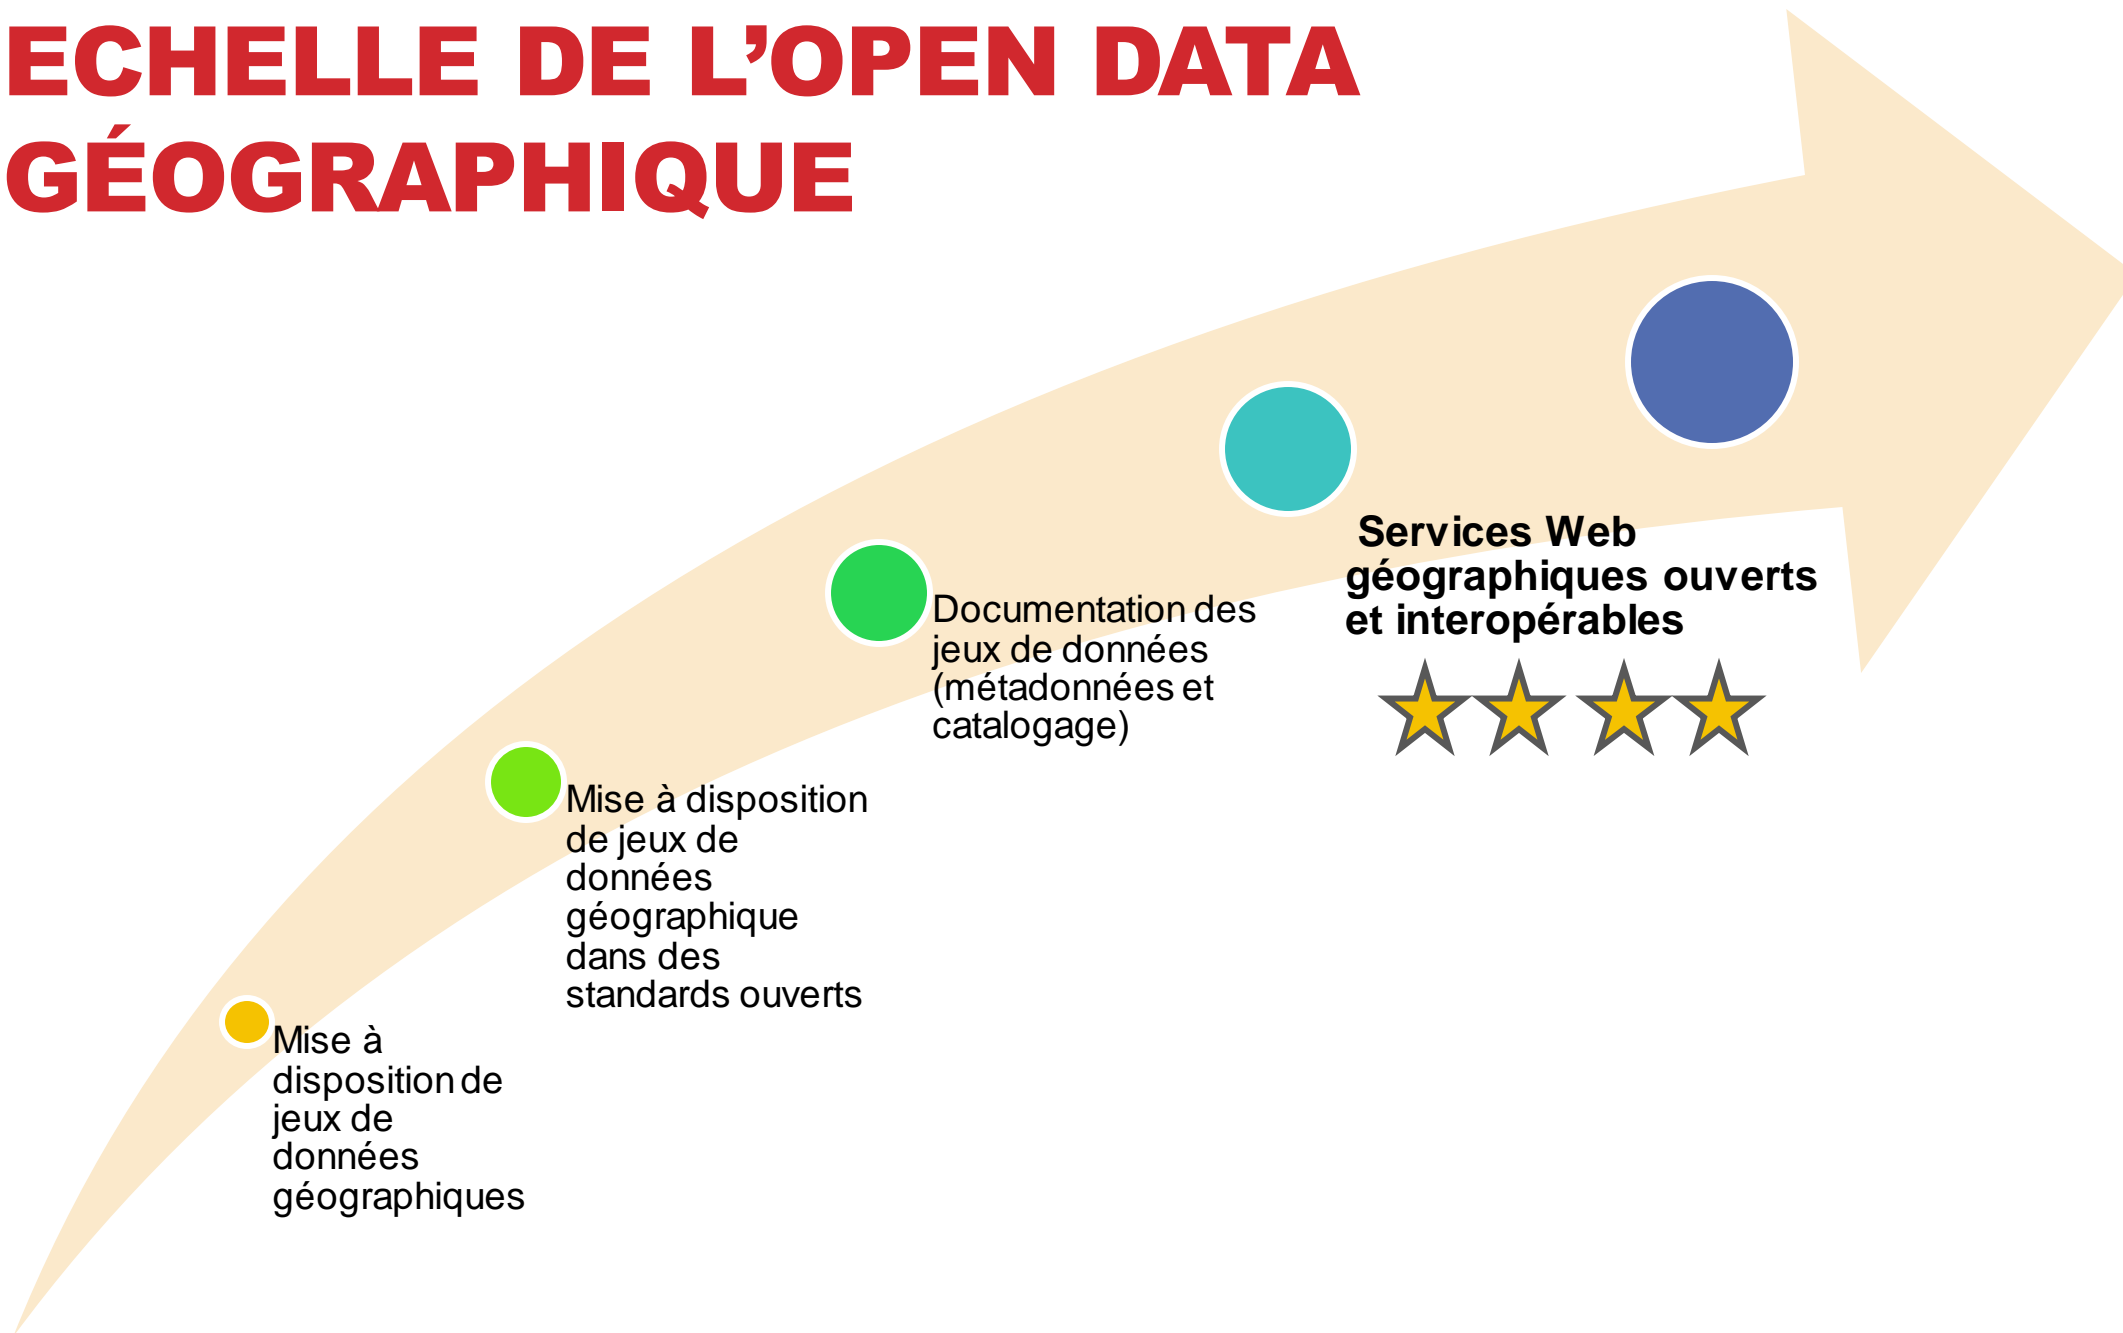 ECHELLE DE L’OPEN DATA
GÉOGRAPHIQUE
Mise à
disposition de
jeux de
données
géographiques
Mise à disposition
de jeux de
données
géographique
dans des
standards ouverts
Documentation des
jeux de données
(métadonnées et
catalogage)
Services Web
géographiques ouverts
et interopérables